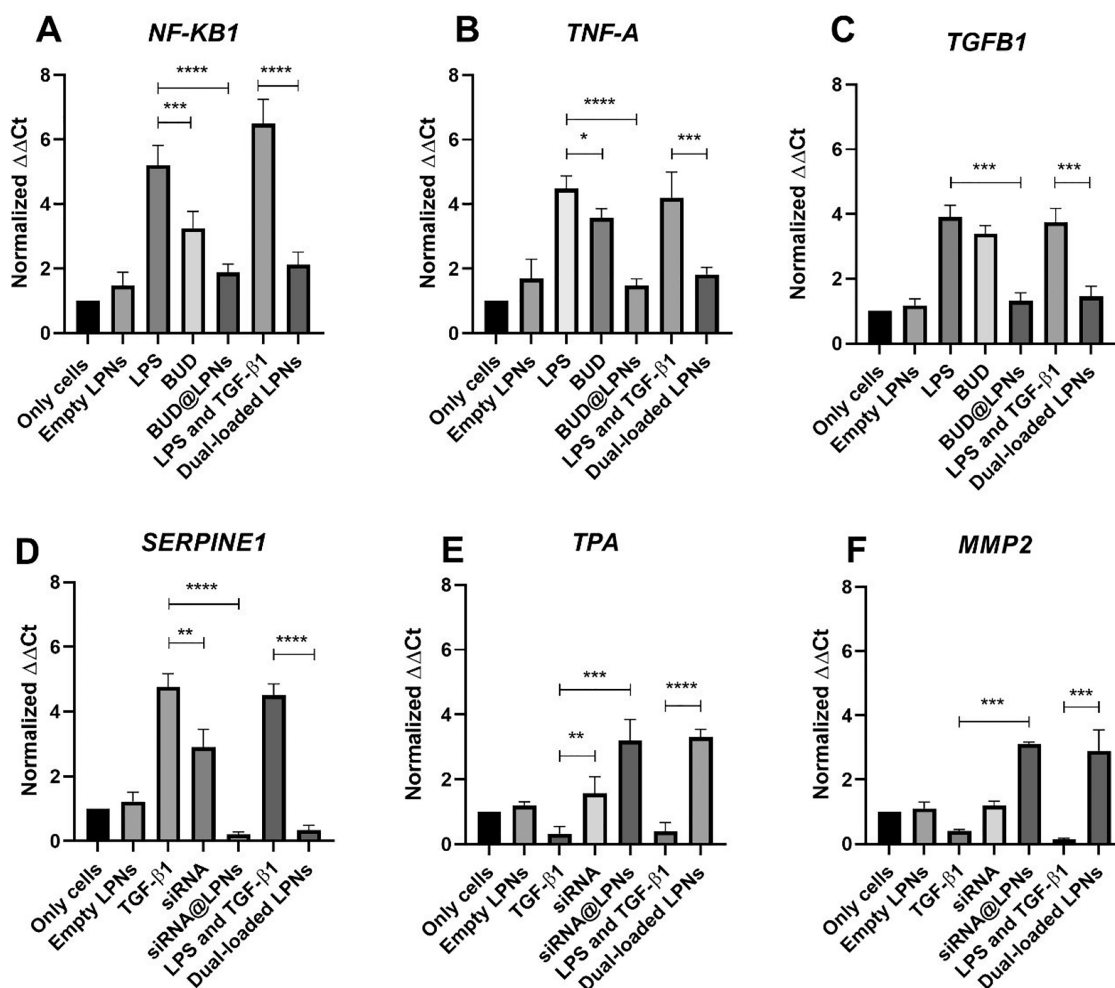 A
NF-KB1
Normalized ΔΔCt
8
6
4
2
0
****
****
***
Only cells
Empty LPNs
LPS
BUD
BUD@LPNs
LPS and TGF-β1
Dual-loaded LPNs
B
TNF-A
Normalized ΔΔCt
8
6
4
2
0
****
***
*
Only cells
Empty LPNs
LPS
BUD
BUD@LPNs
LPS and TGF-β1
Dual-loaded LPNs
C
TGFB1
Normalized ΔΔCt
8
6
4
2
0
***
***
Only cells
Empty LPNs
LPS
BUD
BUD@LPNs
LPS and TGF-β1
Dual-loaded LPNs
D
SERPINE1
Normalized ΔΔCt
8
6
4
2
0
****
**
****
Only cells
Empty LPNs
TGF-β1
siRNA
siRNA@LPNs
LPS and TGF-β1
Dual-loaded LPNs
E
TPA
Normalized ΔΔCt
8
6
4
2
0
***
****
**
Only cells
Empty LPNs
TGF-β1
siRNA
siRNA@LPNs
LPS and TGF-β1
Dual-loaded LPNs
F
MMP2
Normalized ΔΔCt
8
6
4
2
0
***
***
Only cells
Empty LPNs
TGF-β1
siRNA
siRNA@LPNs
LPS and TGF-β1
Dual-loaded LPNs